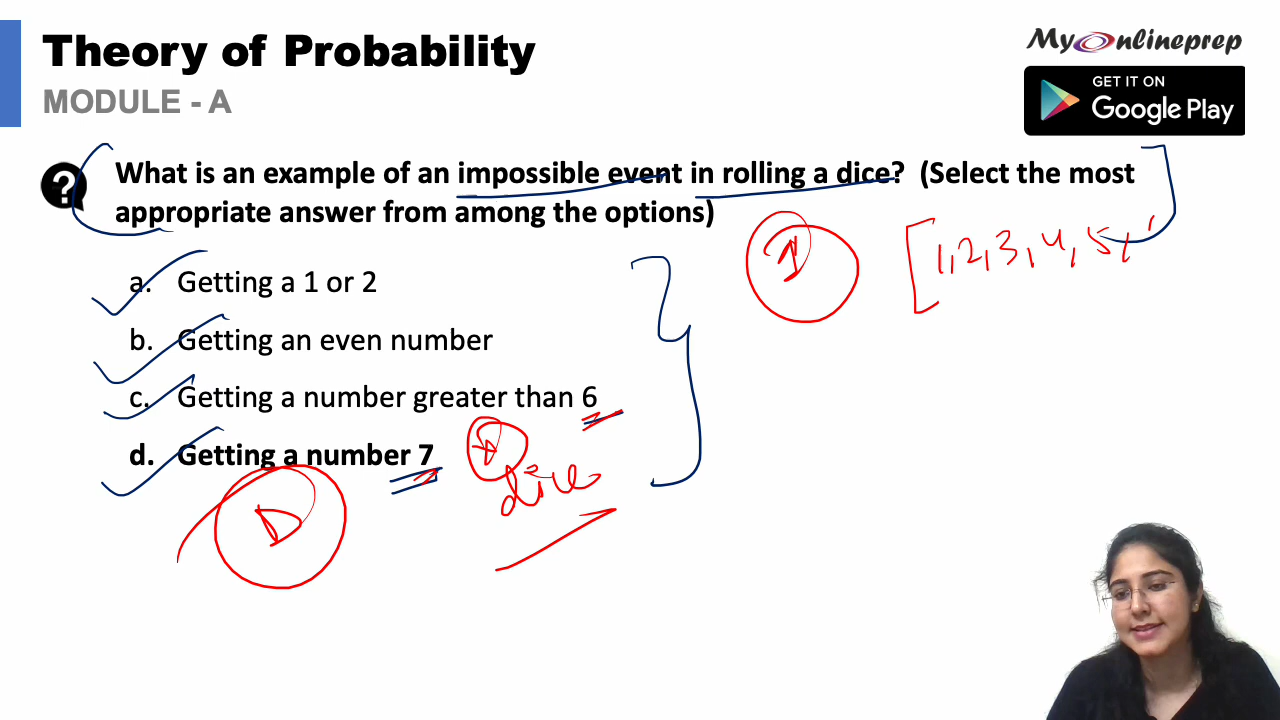 Theory of Probability
MODULE - A
Myonlineprep
GET IT ON
Google Play
?
What is an example of an impossible event in rolling a dice? (Select the most
appropriate answer from among the options)
a. Getting a 1 or 2
b. Getting an even number
c. Getting a number greater than 6
d. Getting a number 7
1, 2, 3, 4, 5,
dice
D